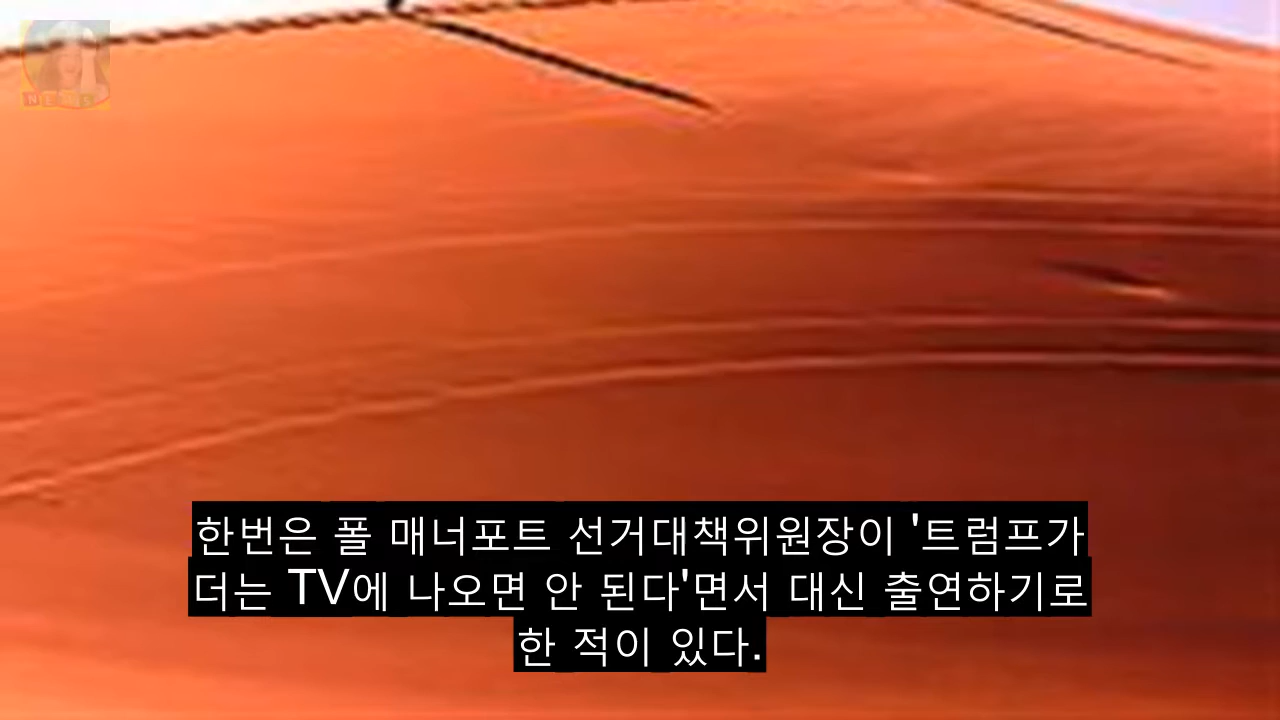 NEWS
한번은 폴 매너포트 선거대책위원장이 '트럼프가
더는 TV에 나오면 안 된다'면서 대신 출연하기로
한 적이 있다.